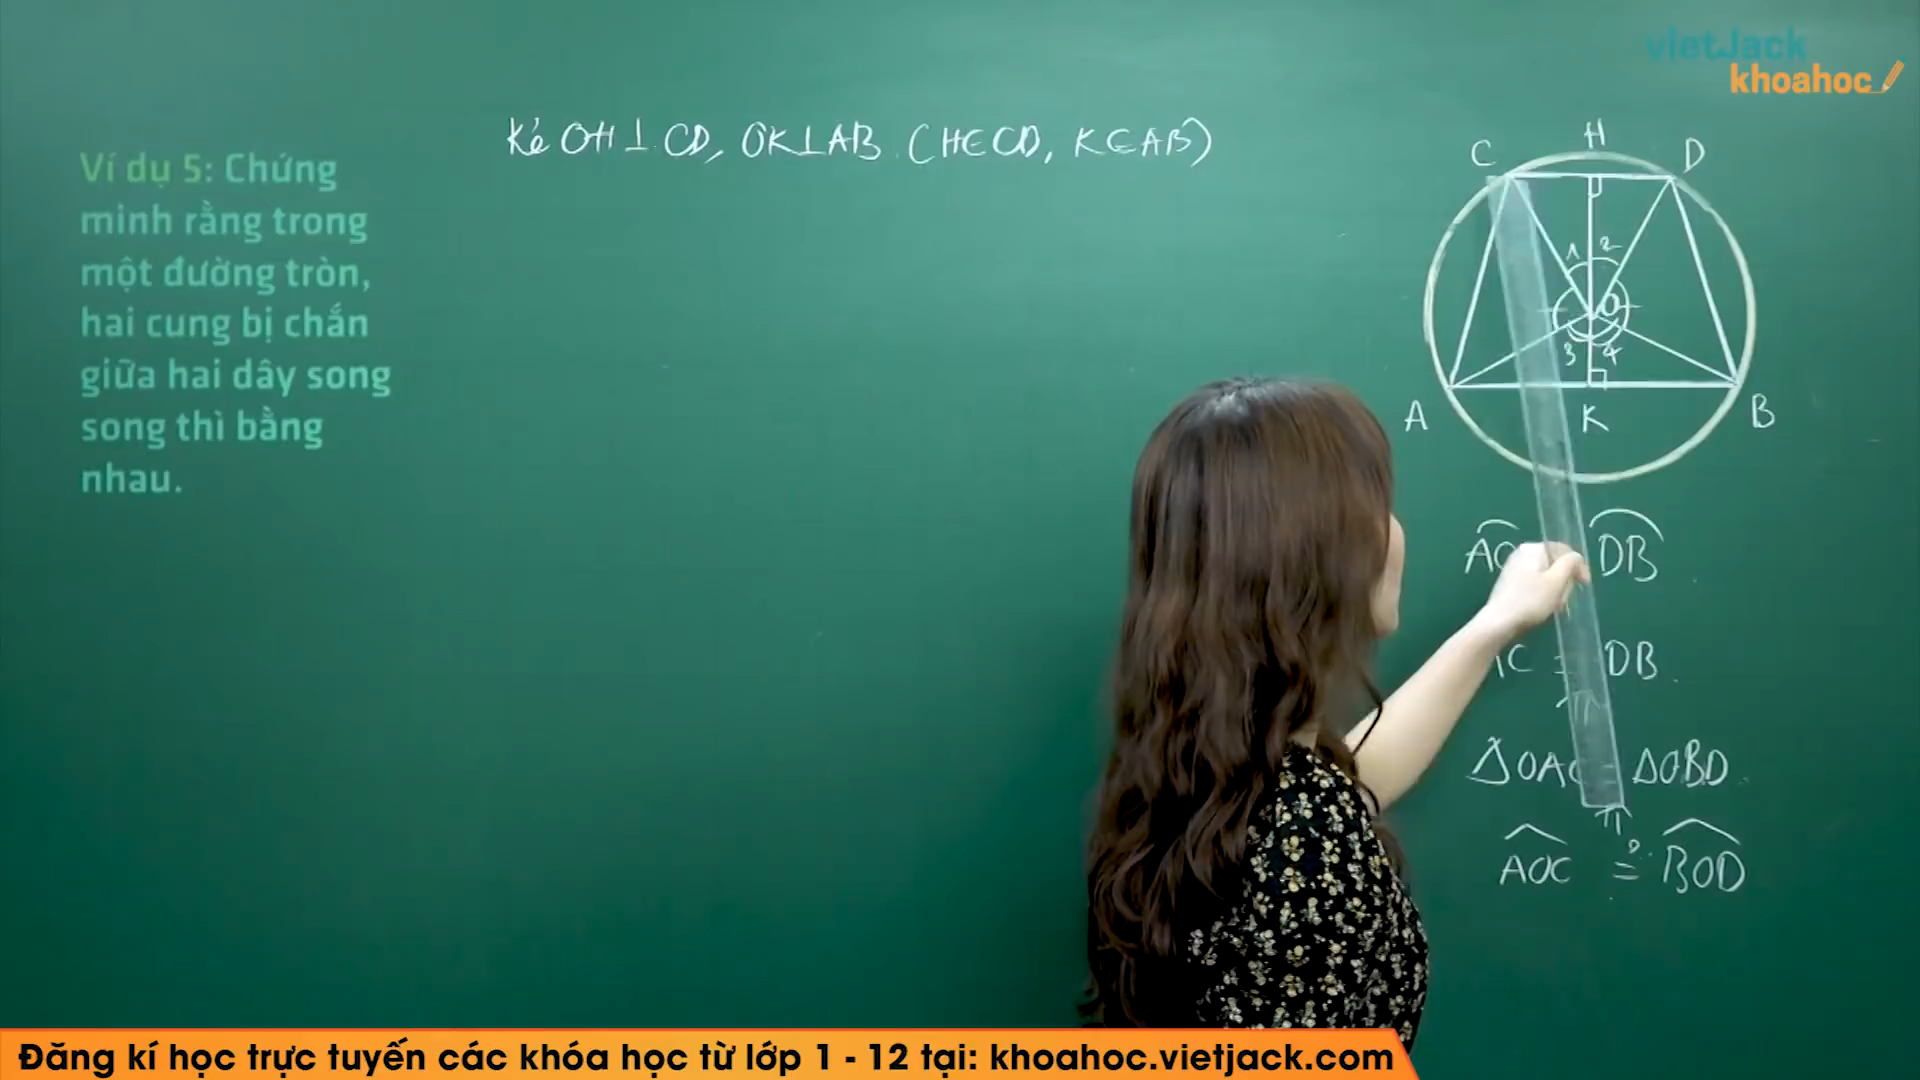 vietJack
khoahoc
Ví dụ 5: Chứng
minh rằng trong
một đường tròn,
hai cung bị chắn
giữa hai dây song
song thì bằng
nhau.
Kẻ OH ⊥ CD, OK ⊥ AB (H ∈ CD, K ∈ AB)
C H D
1 2
O
3 4
A K B
DB
C = DB.
ΔOAC = ΔOBD
AOC = BOD
Đăng kí học trực tuyến các khóa học từ lớp 1 - 12 tại: khoahoc.vietjack.com